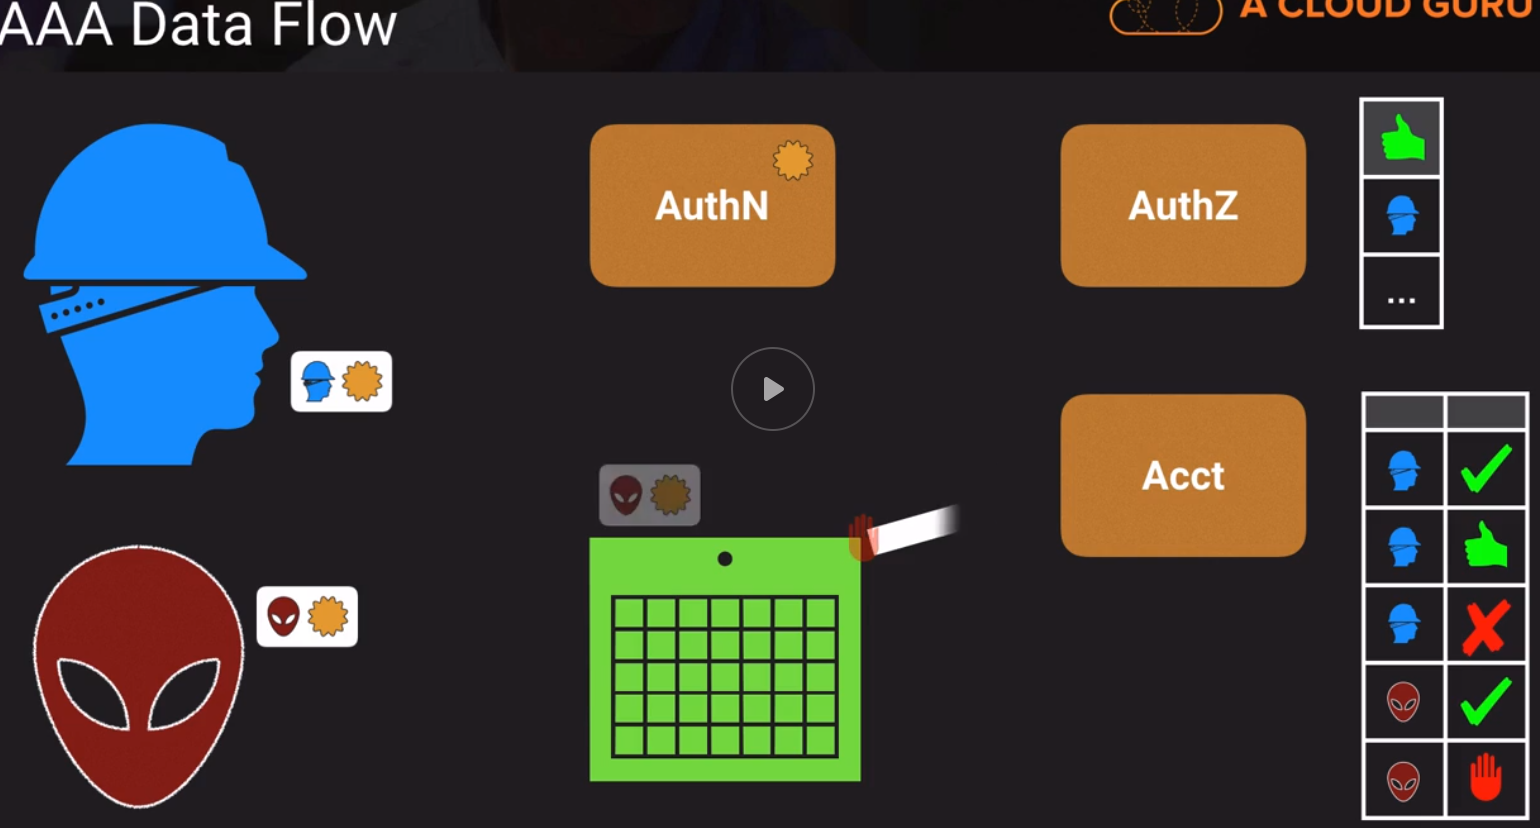 AAA Data Flow
A CLOUD GURU
AuthN
AuthZ
...
Acct